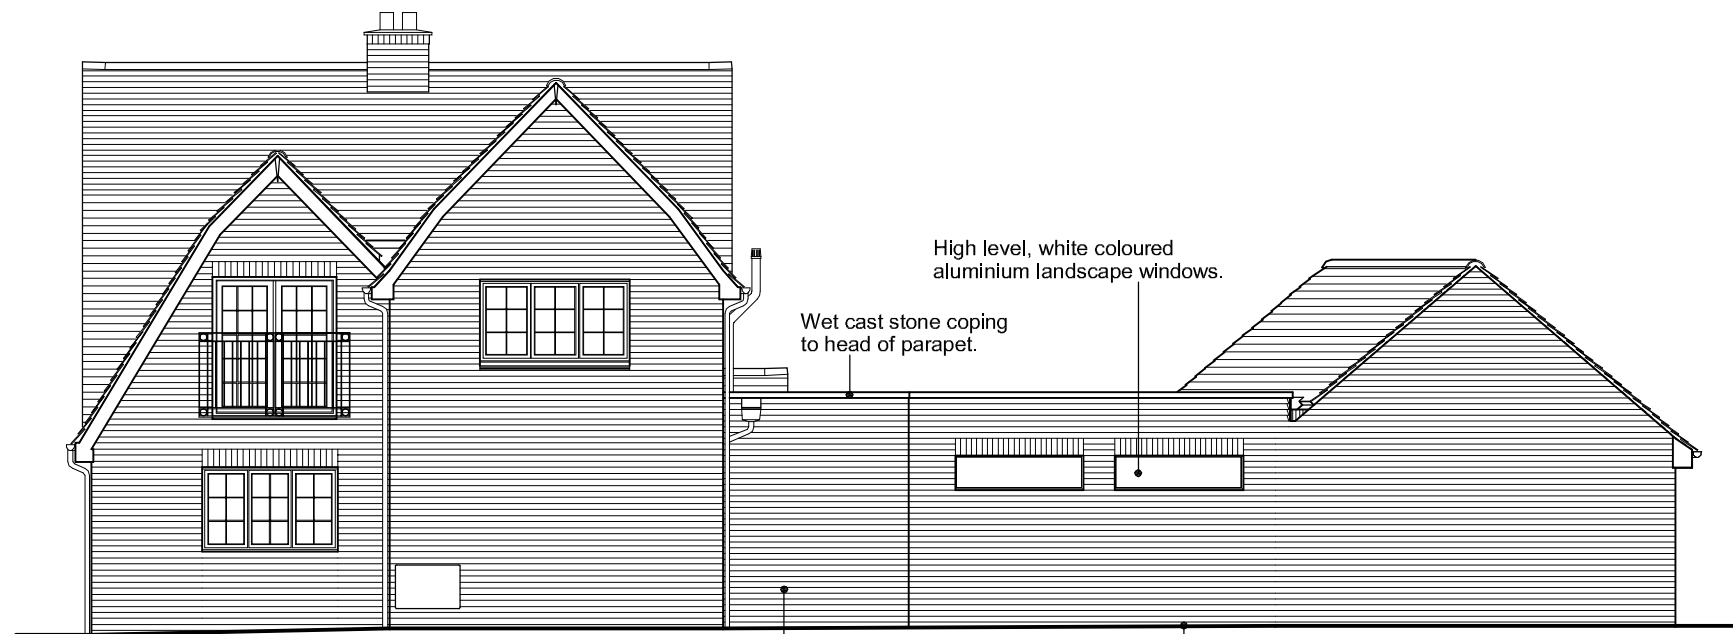 High level, white coloured
aluminium landscape windows.
Wet cast stone coping
to head of parapet.